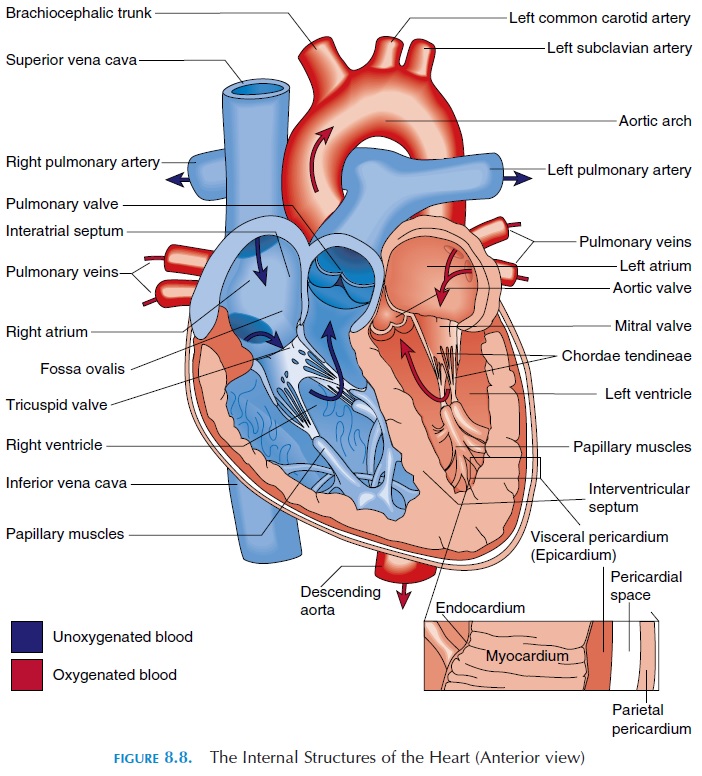 Brachiocephalic trunk
Left common carotid artery
Superior vena cava
Left subclavian artery
Aortic arch
Right pulmonary artery
Left pulmonary artery
Pulmonary valve
Interatrial septum
Pulmonary veins
Pulmonary veins
Left atrium
Aortic valve
Right atrium
Mitral valve
Fossa ovalis
Chordae tendineae
Tricuspid valve
Left ventricle
Right ventricle
Papillary muscles
Inferior vena cava
Interventricular
septum
Papillary muscles
Visceral pericardium
(Epicardium)
Descending
aorta
Pericardial
space
Endocardium
Myocardium
Unoxygenated blood
Oxygenated blood
Parietal
pericardium
FIGURE 8.8. The Internal Structures of the Heart (Anterior view)